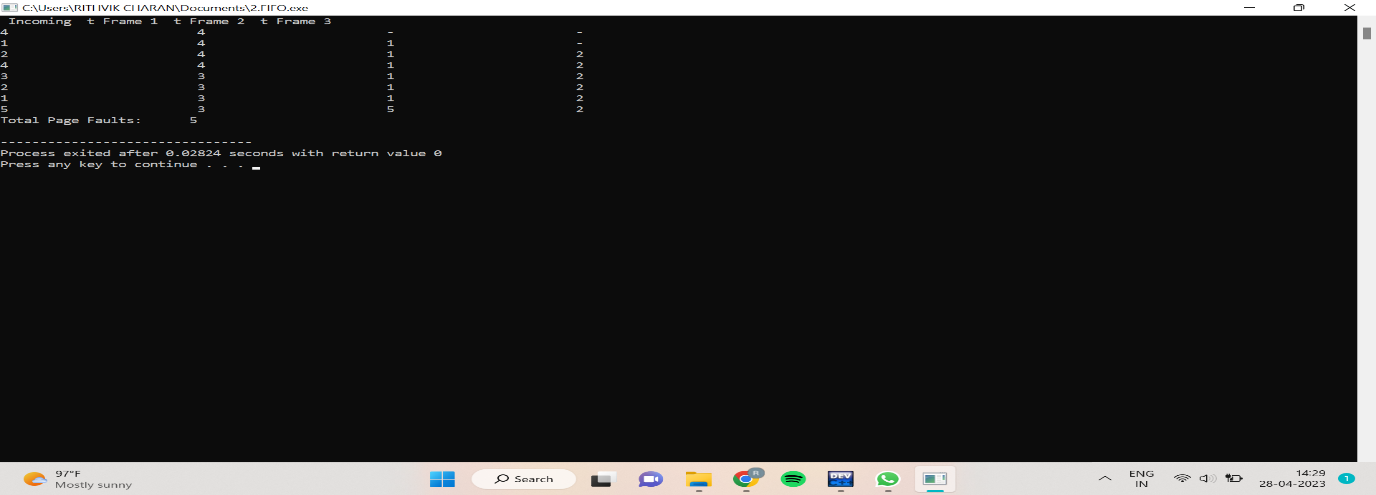 C:\Users\RITHVIK CHARAN\Documents\2.FIFO.exe
Incoming  t Frame 1  t Frame 2  t Frame 3
4 4 - -
1 4 1 -
2 4 1 2
4 4 1 2
3 3 1 2
2 3 1 2
1 3 1 2
5 3 5 2
Total Page Faults: 5
--------------------------------
Process exited after 0.02824 seconds with return value 0
Press any key to continue . . .
97°F
Mostly sunny
Search
R
DEV
ENG
IN
14:29
28-04-2023
1